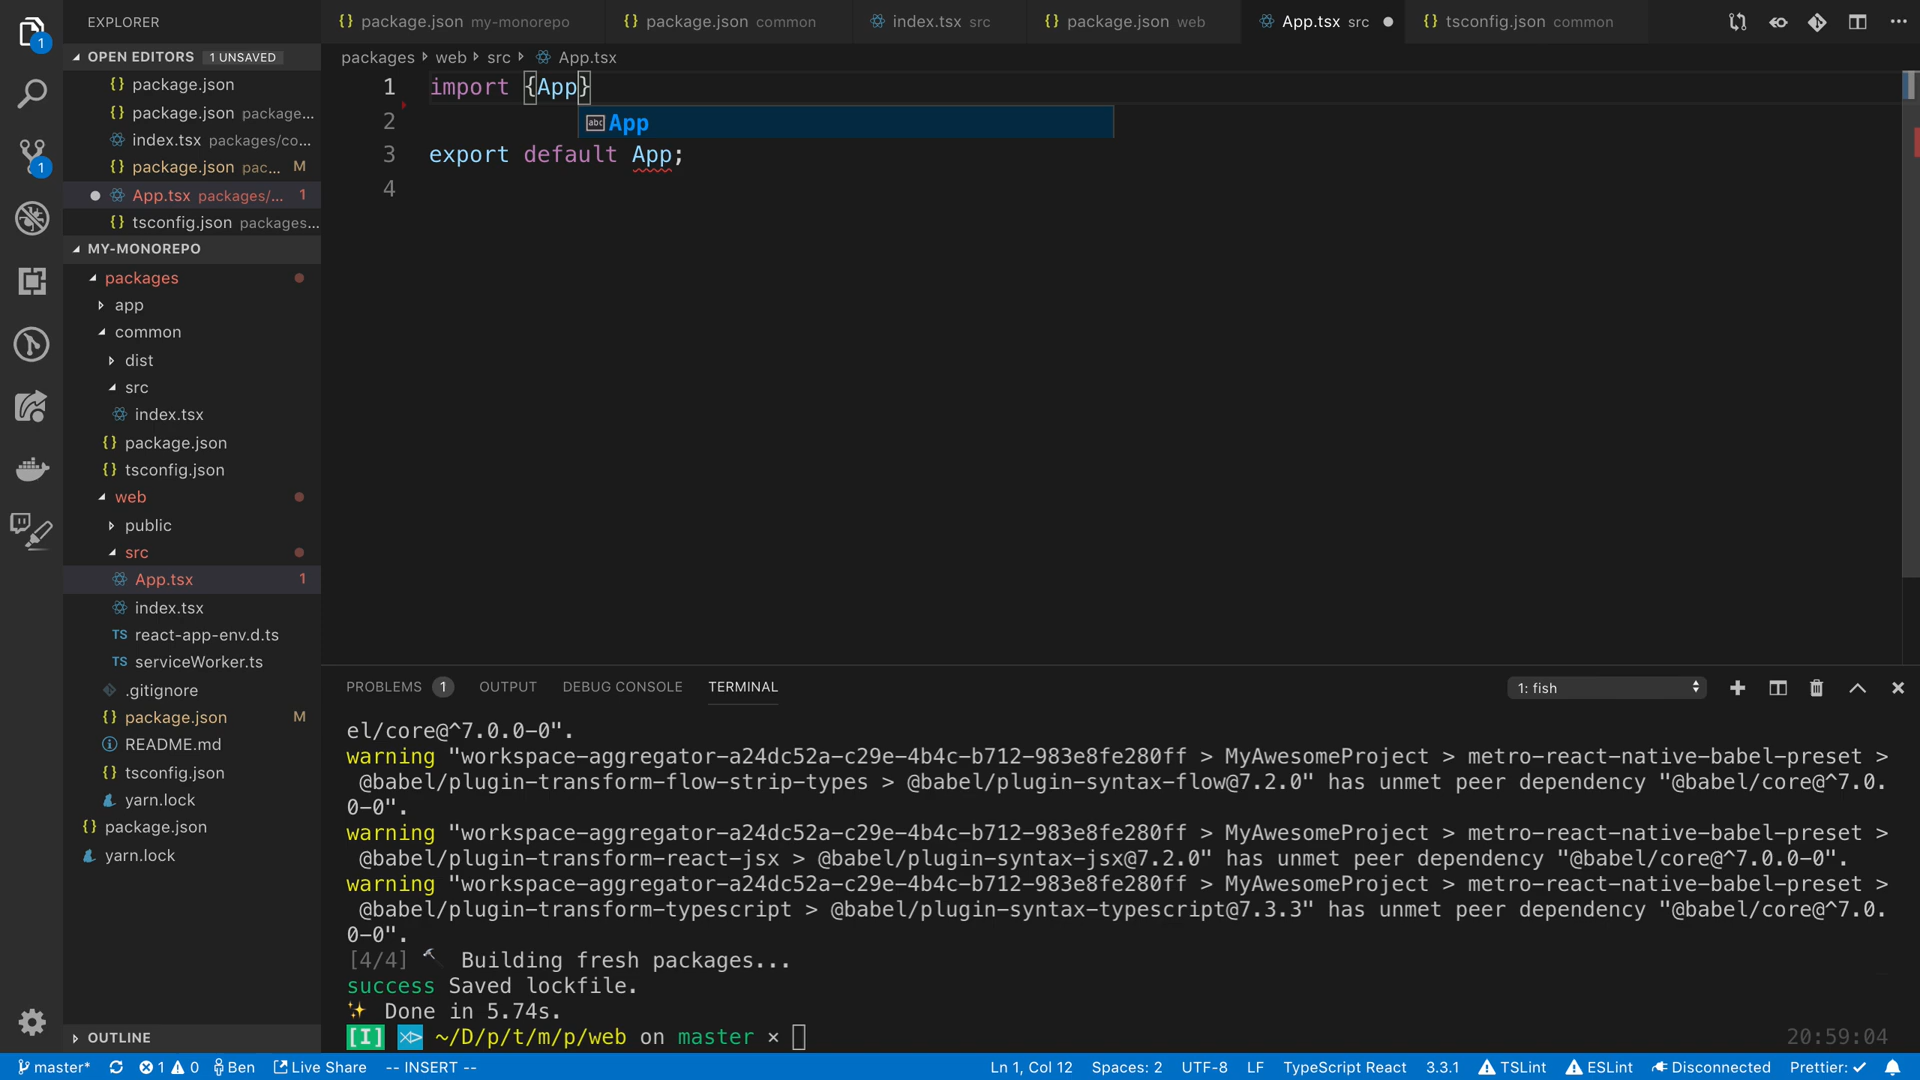 EXPLORER
OPEN EDITORS 1 UNSAVED
package.json
package.json package...
index.tsx packages/co...
package.json pac... M
App.tsx packages/... 1
tsconfig.json packages...
MY-MONOREPO
packages
app
common
dist
src
index.tsx
package.json
tsconfig.json
web
public
src
App.tsx 1
index.tsx
TS react-app-env.d.ts
TS serviceWorker.ts
.gitignore
package.json M
README.md
tsconfig.json
yarn.lock
package.json
yarn.lock
OUTLINE
package.json my-monorepo
package.json common
index.tsx src
package.json web
App.tsx src
tsconfig.json common
packages web src App.tsx
1 import {App}
abc App
2
3 export default App;
4
PROBLEMS 1 OUTPUT DEBUG CONSOLE TERMINAL 1: fish
el/core@^7.0.0-0".
warning "workspace-aggregator-a24dc52a-c29e-4b4c-b712-983e8fe280ff > MyAwesomeProject > metro-react-native-babel-preset >
@babel/plugin-transform-flow-strip-types > @babel/plugin-syntax-flow@7.2.0" has unmet peer dependency "@babel/core@^7.0.
0-0".
warning "workspace-aggregator-a24dc52a-c29e-4b4c-b712-983e8fe280ff > MyAwesomeProject > metro-react-native-babel-preset >
@babel/plugin-transform-react-jsx > @babel/plugin-syntax-jsx@7.2.0" has unmet peer dependency "@babel/core@^7.0.0-0".
warning "workspace-aggregator-a24dc52a-c29e-4b4c-b712-983e8fe280ff > MyAwesomeProject > metro-react-native-babel-preset >
@babel/plugin-transform-typescript > @babel/plugin-syntax-typescript@7.3.3" has unmet peer dependency "@babel/core@^7.0.
0-0".
[4/4] Building fresh packages...
success Saved lockfile.
✨ Done in 5.74s.
[I] ~/D/p/t/m/p/web on master × 20:59:04
1
1
master* 1 0 Ben Live Share -- INSERT -- Ln 1, Col 12 Spaces: 2 UTF-8 LF TypeScript React 3.3.1 TSLint ESLint Disconnected Prettier: ✓